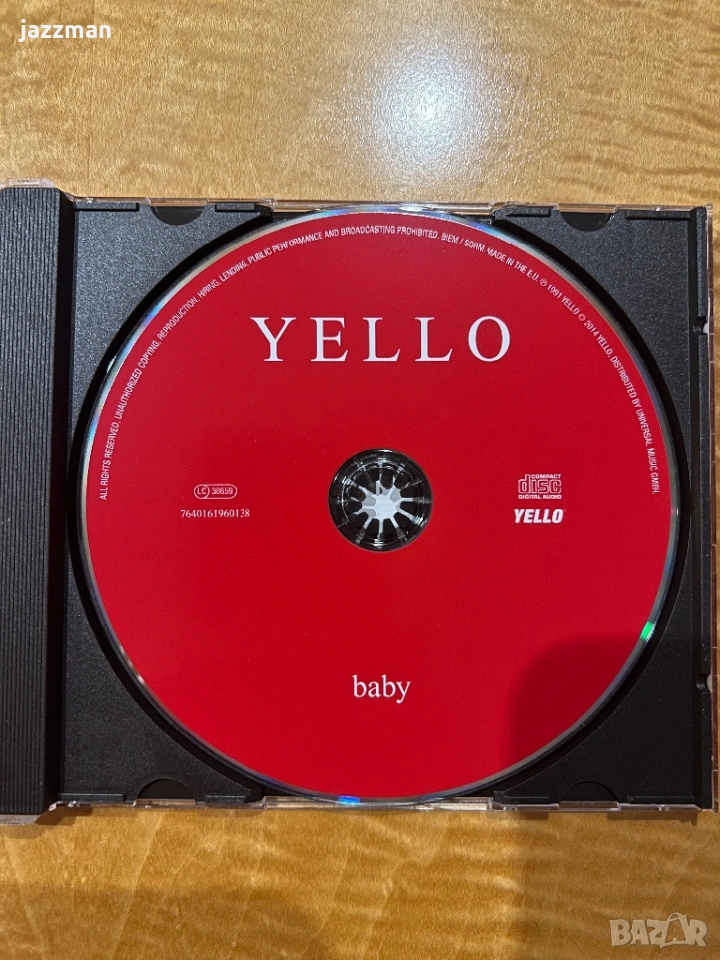 jazzman
ALL RIGHTS RESERVED, UNAUTHORIZED COPYING, REPRODUCTION, HIRING, LENDING, PUBLIC PERFORMANCE AND BROADCASTING PROHIBITED, BIEM / SDHM. MADE IN THE E.U. ℗ 1991 YELLO © 2014 YELLO, DISTRIBUTED BY UNIVERSAL MUSIC GMBH.
YELLO
LC 30659
7640161960138
COMPACT
disc
DIGITAL AUDIO
YELLO
baby
BAZAR